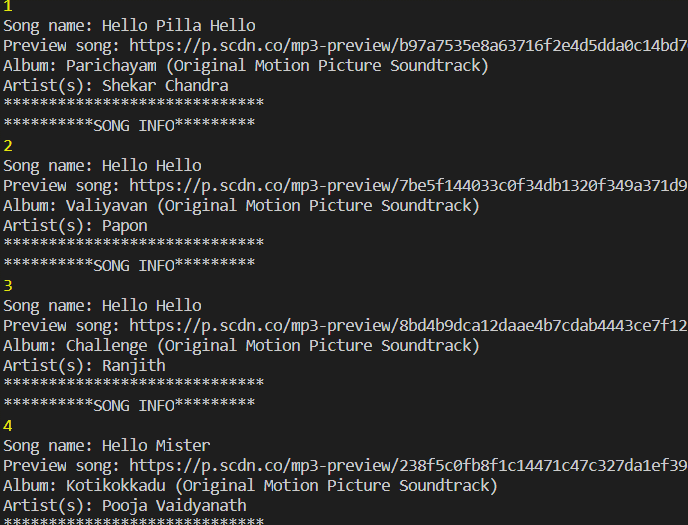 1
Song name: Hello Pilla Hello
Preview song: https://p.scdn.co/mp3-preview/b97a7535e8a63716f2e4d5dda0c14bd7
Album: Parichayam (Original Motion Picture Soundtrack)
Artist(s): Shekar Chandra
*****************************
**********SONG INFO*********
2
Song name: Hello Hello
Preview song: https://p.scdn.co/mp3-preview/7be5f144033c0f34db1320f349a371d9
Album: Valiyavan (Original Motion Picture Soundtrack)
Artist(s): Papon
*****************************
**********SONG INFO*********
3
Song name: Hello Hello
Preview song: https://p.scdn.co/mp3-preview/8bd4b9dca12daae4b7cdab4443ce7f12
Album: Challenge (Original Motion Picture Soundtrack)
Artist(s): Ranjith
*****************************
**********SONG INFO*********
4
Song name: Hello Mister
Preview song: https://p.scdn.co/mp3-preview/238f5c0fb8f1c14471c47c327da1ef39
Album: Kotikokkadu (Original Motion Picture Soundtrack)
Artist(s): Pooja Vaidyanath
*****************************